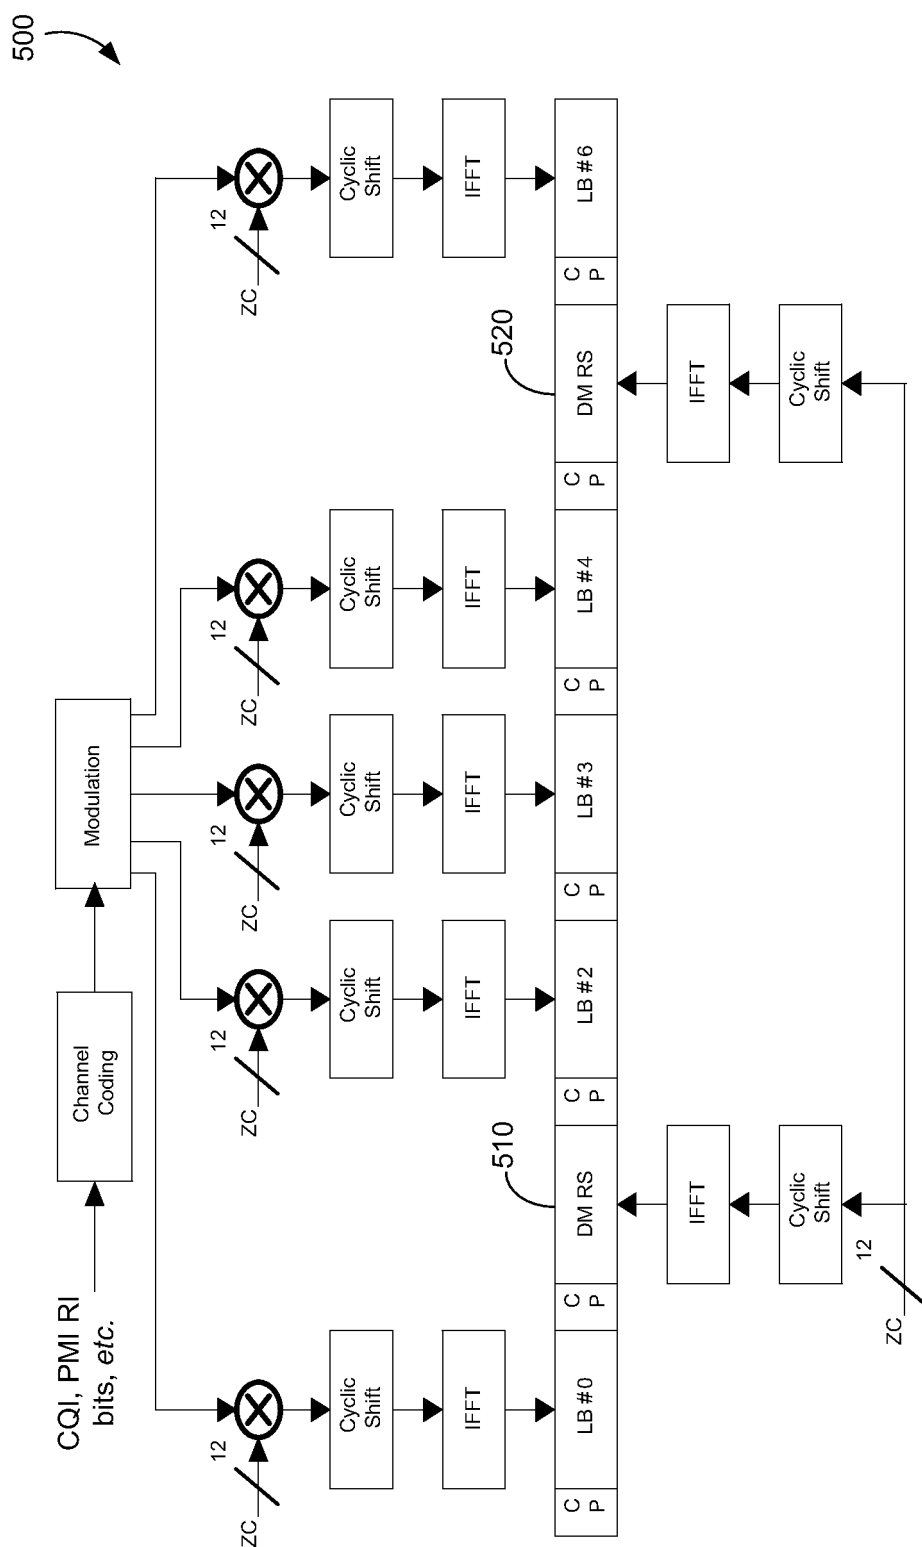 500
CQI, PMI RI
bits, etc.
Channel
Coding
Modulation
12
ZC
12
ZC
12
ZC
12
ZC
12
ZC
Cyclic
Shift
Cyclic
Shift
Cyclic
Shift
Cyclic
Shift
Cyclic
Shift
IFFT
IFFT
IFFT
IFFT
IFFT
510
520
C
P
LB #0
C
P
DM RS
C
P
LB #2
C
P
LB #3
C
P
LB #4
C
P
DM RS
C
P
LB #6
IFFT
IFFT
Cyclic
Shift
Cyclic
Shift
12
ZC